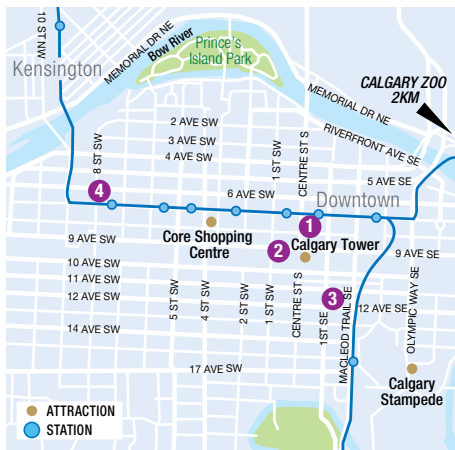 10 ST NW
Kensington
MEMORIAL DR NE
Bow River
Prince's
Island Park
CALGARY ZOO
2KM
MEMORIAL DR NE
RIVERFRONT AVE SE
2 AVE SW
3 AVE SW
4 AVE SW
8 ST SW
1 ST SW
CENTRE ST S
5 AVE SE
4
6 AVE SW
Downtown
1
9 AVE SW
Core Shopping
Centre
2
Calgary Tower
9 AVE SE
10 AVE SW
11 AVE SW
12 AVE SW
5 ST SW
4 ST SW
2 ST SW
1 ST SW
CENTRE ST S
3
1ST SE
MACLEOD TRAIL SE
12 AVE SE
OLYMPIC WAY SE
14 AVE SW
17 AVE SW
Calgary
Stampede
ATTRACTION
STATION